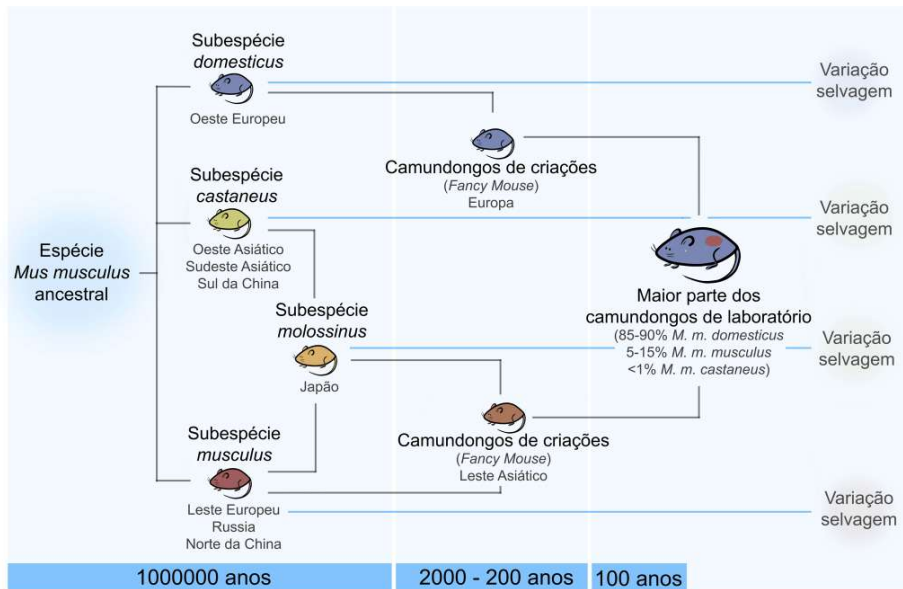 Subespécie
domesticus
Oeste Europeu
Variação
selvagem
Camundongos de criações
(Fancy Mouse)
Europa
Subespécie
castaneus
Oeste Asiático
Sudeste Asiático
Sul da China
Variação
selvagem
Espécie
Mus musculus
ancestral
Maior parte dos
camundongos de laboratório
(85-90% M. m. domesticus
5-15% M. m. musculus
<1% M. m. castaneus)
Subespécie
molossinus
Japão
Variação
selvagem
Subespécie
musculus
Leste Europeu
Russia
Norte da China
Camundongos de criações
(Fancy Mouse)
Leste Asiático
Variação
selvagem
1000000 anos
2000 - 200 anos
100 anos